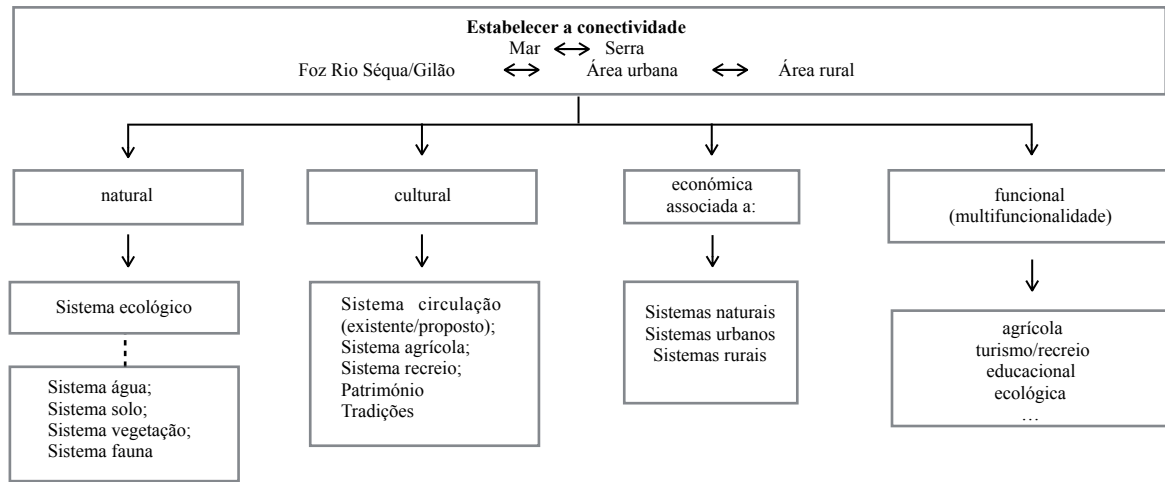 Estabelecer a conectividade
Mar Serra
Foz Rio Séqua/Gilão Área urbana Área rural
natural
cultural
económica
associada a:
funcional
(multifuncionalidade)
Sistema ecológico
Sistema água;
Sistema solo;
Sistema vegetação;
Sistema fauna
Sistema circulação
(existente/proposto);
Sistema agrícola;
Sistema recreio;
Património
Tradições
Sistemas naturais
Sistemas urbanos
Sistemas rurais
agrícola
turismo/recreio
educacional
ecológica
…